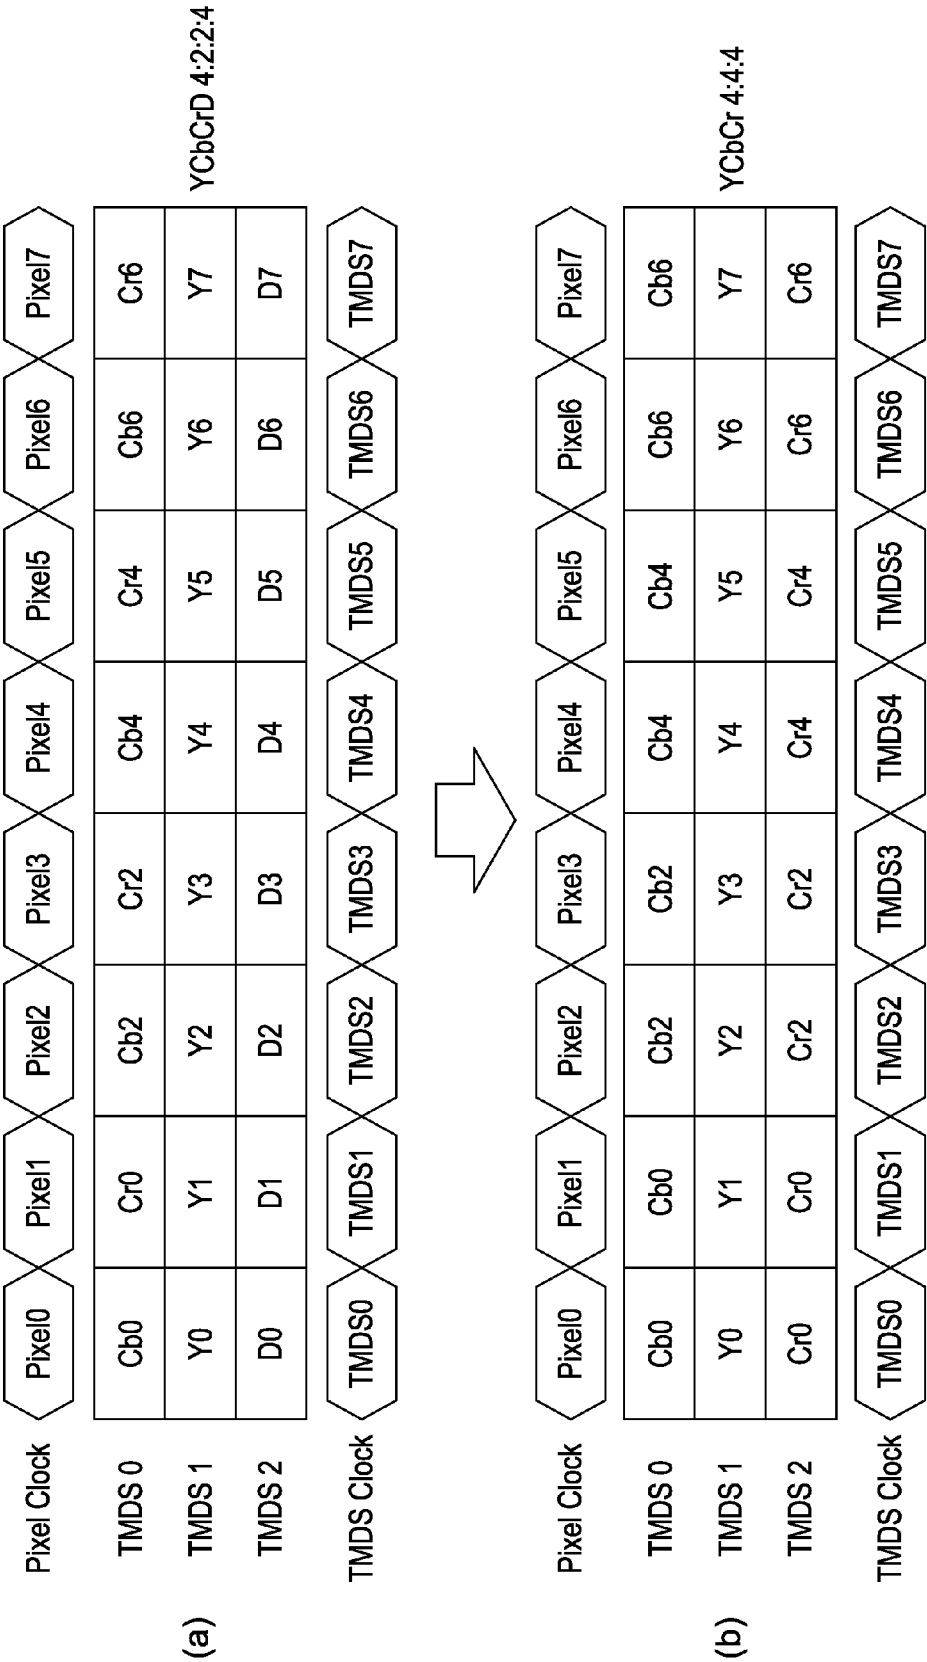 (a)
Pixel Clock Pixel0 Pixel1 Pixel2 Pixel3 Pixel4 Pixel5 Pixel6 Pixel7
TMDS 0 Cb0 Cr0 Cb2 Cr2 Cb4 Cr4 Cb6 Cr6
TMDS 1 Y0 Y1 Y2 Y3 Y4 Y5 Y6 Y7 YCbCrD 4:2:2:4
TMDS 2 D0 D1 D2 D3 D4 D5 D6 D7
TMDS Clock TMDS0 TMDS1 TMDS2 TMDS3 TMDS4 TMDS5 TMDS6 TMDS7
(b)
Pixel Clock Pixel0 Pixel1 Pixel2 Pixel3 Pixel4 Pixel5 Pixel6 Pixel7
TMDS 0 Cb0 Cb0 Cb2 Cb2 Cb4 Cb4 Cb6 Cb6
TMDS 1 Y0 Y1 Y2 Y3 Y4 Y5 Y6 Y7 YCbCr 4:4:4
TMDS 2 Cr0 Cr0 Cr2 Cr2 Cr4 Cr4 Cr6 Cr6
TMDS Clock TMDS0 TMDS1 TMDS2 TMDS3 TMDS4 TMDS5 TMDS6 TMDS7